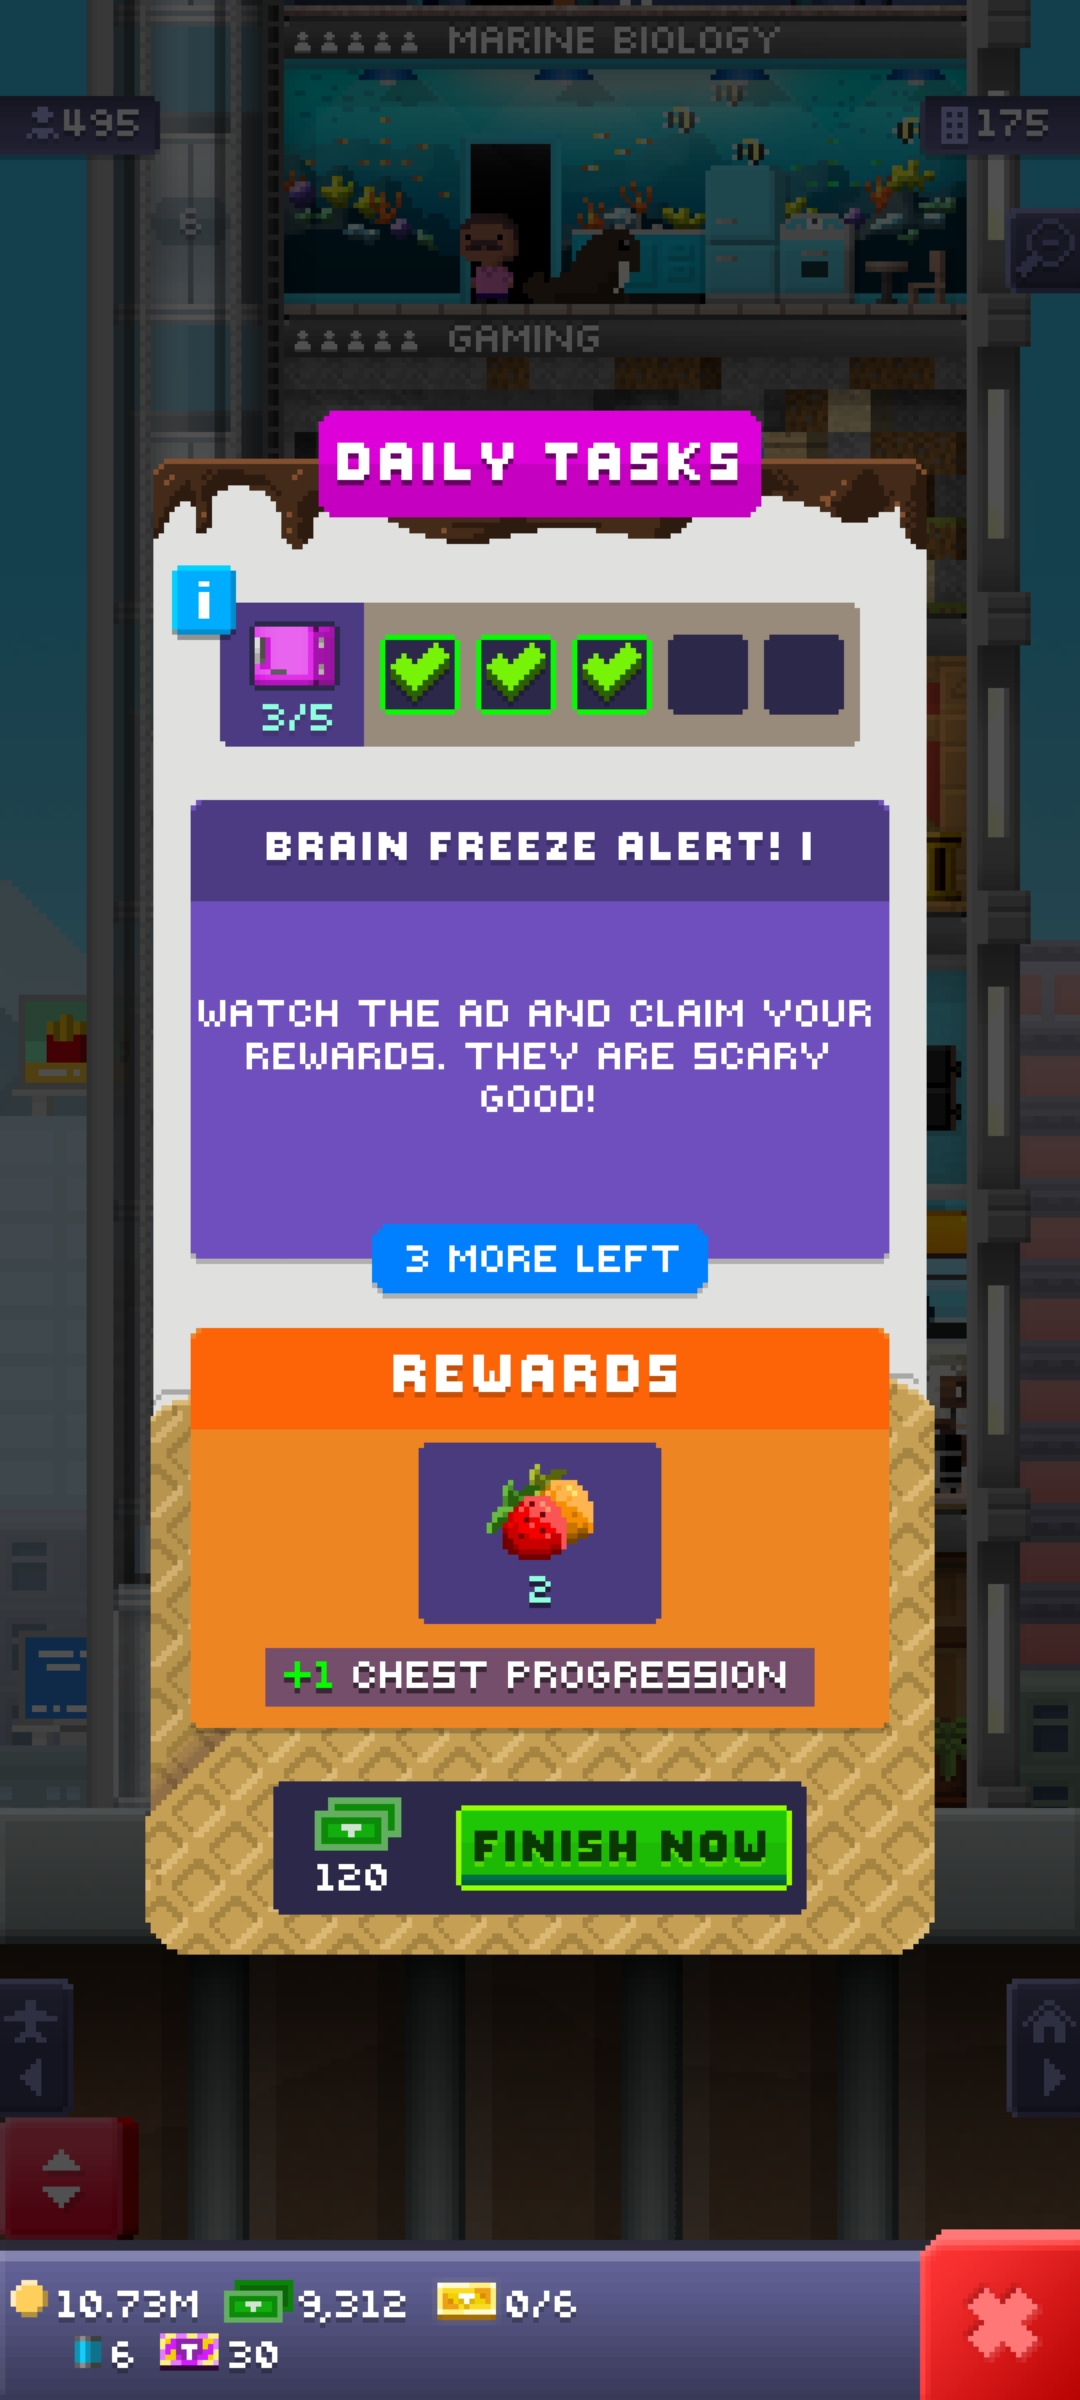 MARINE BIOLOGY
495
175
6
GAMING
DAILY TASKS
i
3/5
BRAIN FREEZE ALERT! I
WATCH THE AD AND CLAIM YOUR
REWARDS. THEY ARE SCARY
GOOD!
3 MORE LEFT
REWARDS
2
+1 CHEST PROGRESSION
120
FINISH NOW
10.73M 9,312 0/6
6 30